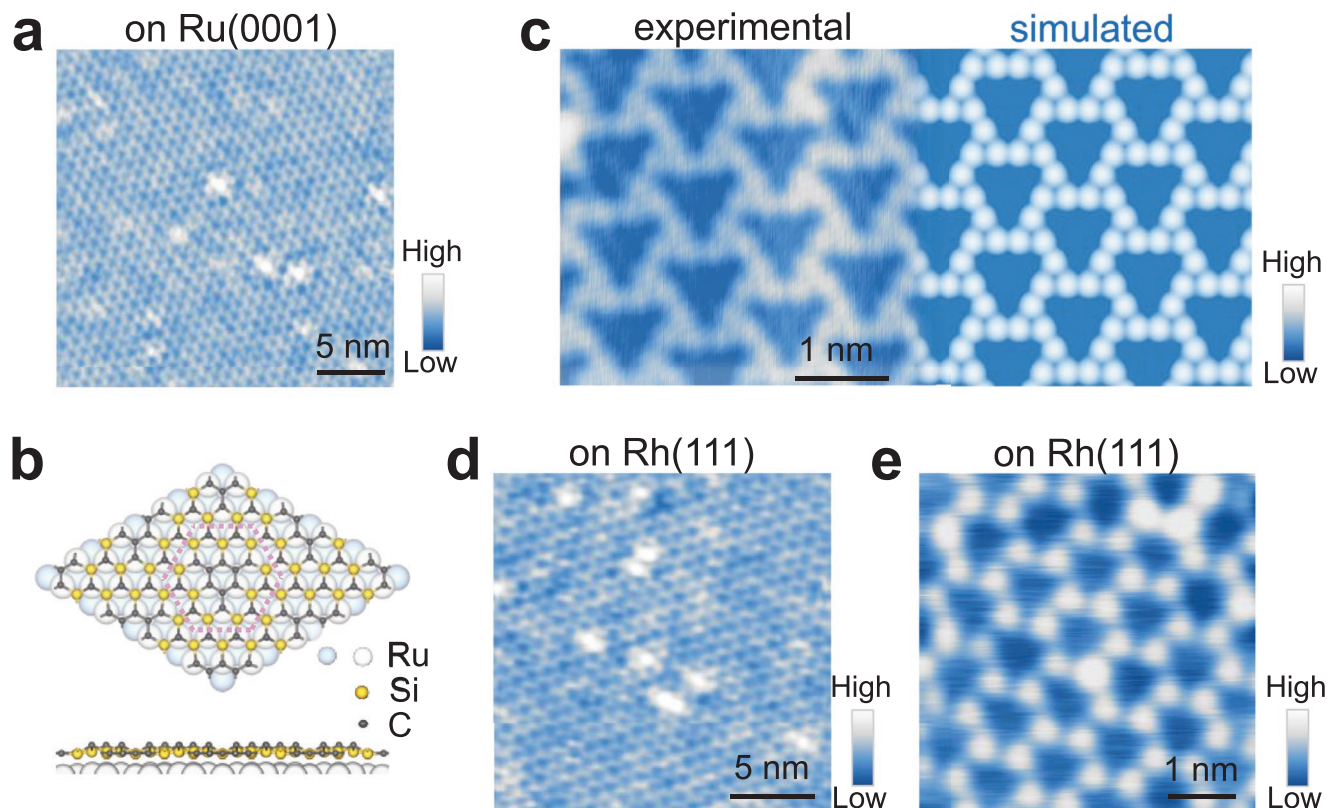 a
on Ru(0001)
High
Low
5 nm
c
experimental
simulated
1 nm
High
Low
b
Ru
Si
C
d
on Rh(111)
High
Low
5 nm
e
on Rh(111)
High
Low
1 nm